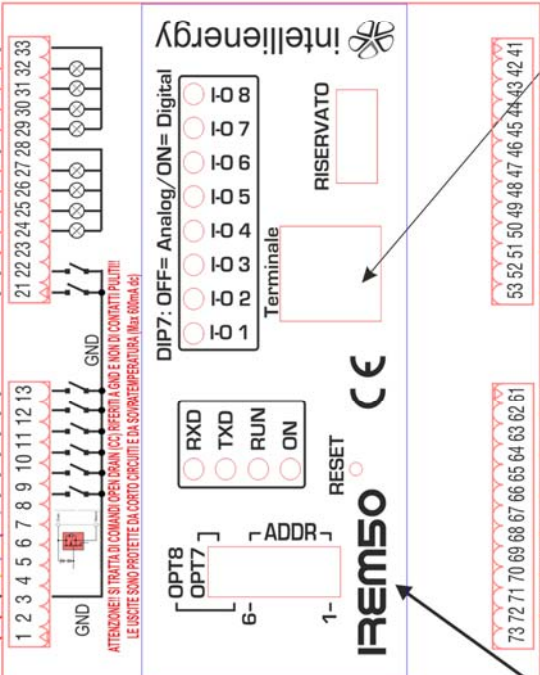 21 22 23 24 25 26 27 28 29 30 31 32 33
1 2 3 4 5 6 7 8 9 10 11 12 13
GND
GND
ATTENZIONE!! SI TRATTA DI COMANDI OPEN DRAIN (CC) RIFERITI A GND E NON DI CONTATTI PULITI!!
LE USCITE SONO PROTETTE DA CORTO CIRCUITI E DA SOVRATEMPERATURA (Max 600mA dc)
intellienergy
DIP7: OFF= Analog/ON= Digital
I-O 8
I-O 7
I-O 6
I-O 5
I-O 4
I-O 3
I-O 2
I-O 1
RISERVATO
Terminale
RXD
TXD
RUN
ON
RESET
CE
OPT8
OPT7
6-
ADDR
1-
IREM50
53 52 51 50 49 48 47 46 45 44 43 42 41
73 72 71 70 69 68 67 66 65 64 63 62 61